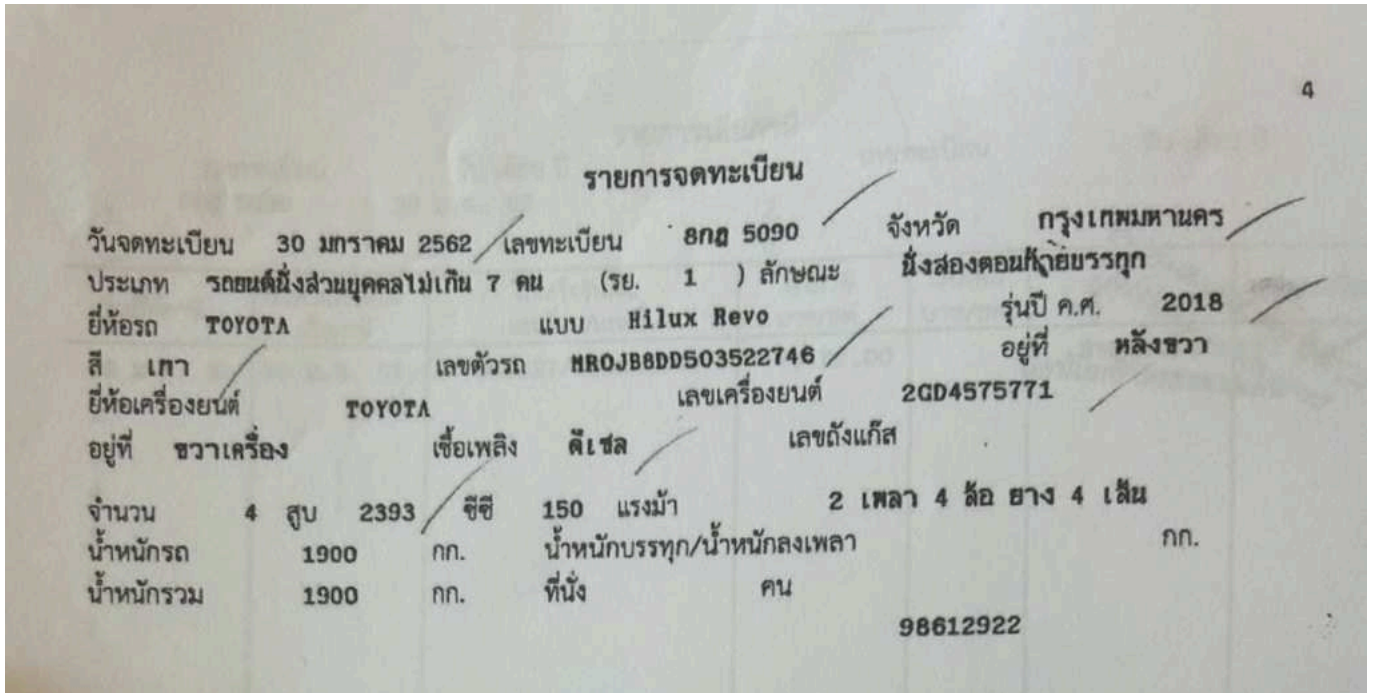 4
รายการจดทะเบียน
วันจดทะเบียน 30 มกราคม 2562 เลขทะเบียน 8กฎ 5090 จังหวัด กรุงเทพมหานคร
ประเภท รถยนต์นั่งส่วนบุคคลไม่เกิน 7 คน (รย. 1 ) ลักษณะ นั่งสองตอนท้ายบรรทุก
ยี่ห้อรถ TOYOTA แบบ Hilux Revo รุ่นปี ค.ศ. 2018
สี เทา เลขตัวรถ MR0JB8DD503522746 อยู่ที่ หลังขวา
ยี่ห้อเครื่องยนต์ TOYOTA เลขเครื่องยนต์ 2GD4575771
อยู่ที่ ขวาเครื่อง เชื้อเพลิง ดีเซล เลขถังแก๊ส
จำนวน 4 สูบ 2393 ซีซี 150 แรงม้า 2 เพลา 4 ล้อ ยาง 4 เส้น
น้ำหนักรถ 1900 กก. น้ำหนักบรรทุก/น้ำหนักลงเพลา กก.
น้ำหนักรวม 1900 กก. ที่นั่ง คน
98612922